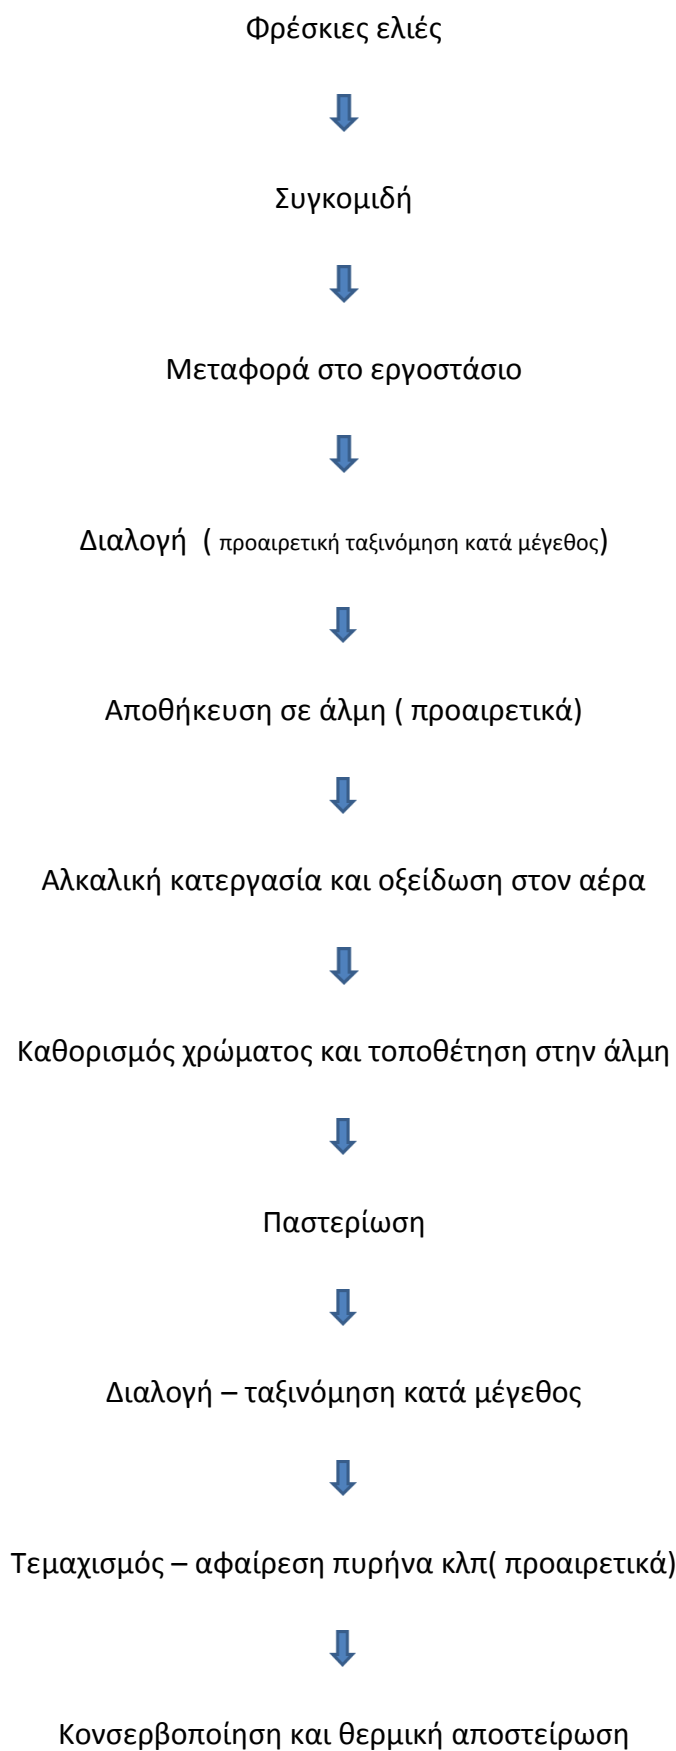 Φρέσκιες ελιές
Συγκομιδή
Μεταφορά στο εργοστάσιο
Διαλογή ( προαιρετική ταξινόμηση κατά μέγεθος)
Αποθήκευση σε άλμη ( προαιρετικά)
Αλκαλική κατεργασία και οξείδωση στον αέρα
Καθορισμός χρώματος και τοποθέτηση στην άλμη
Παστερίωση
Διαλογή – ταξινόμηση κατά μέγεθος
Τεμαχισμός – αφαίρεση πυρήνα κλπ( προαιρετικά)
Κονσερβοποίηση και θερμική αποστείρωση